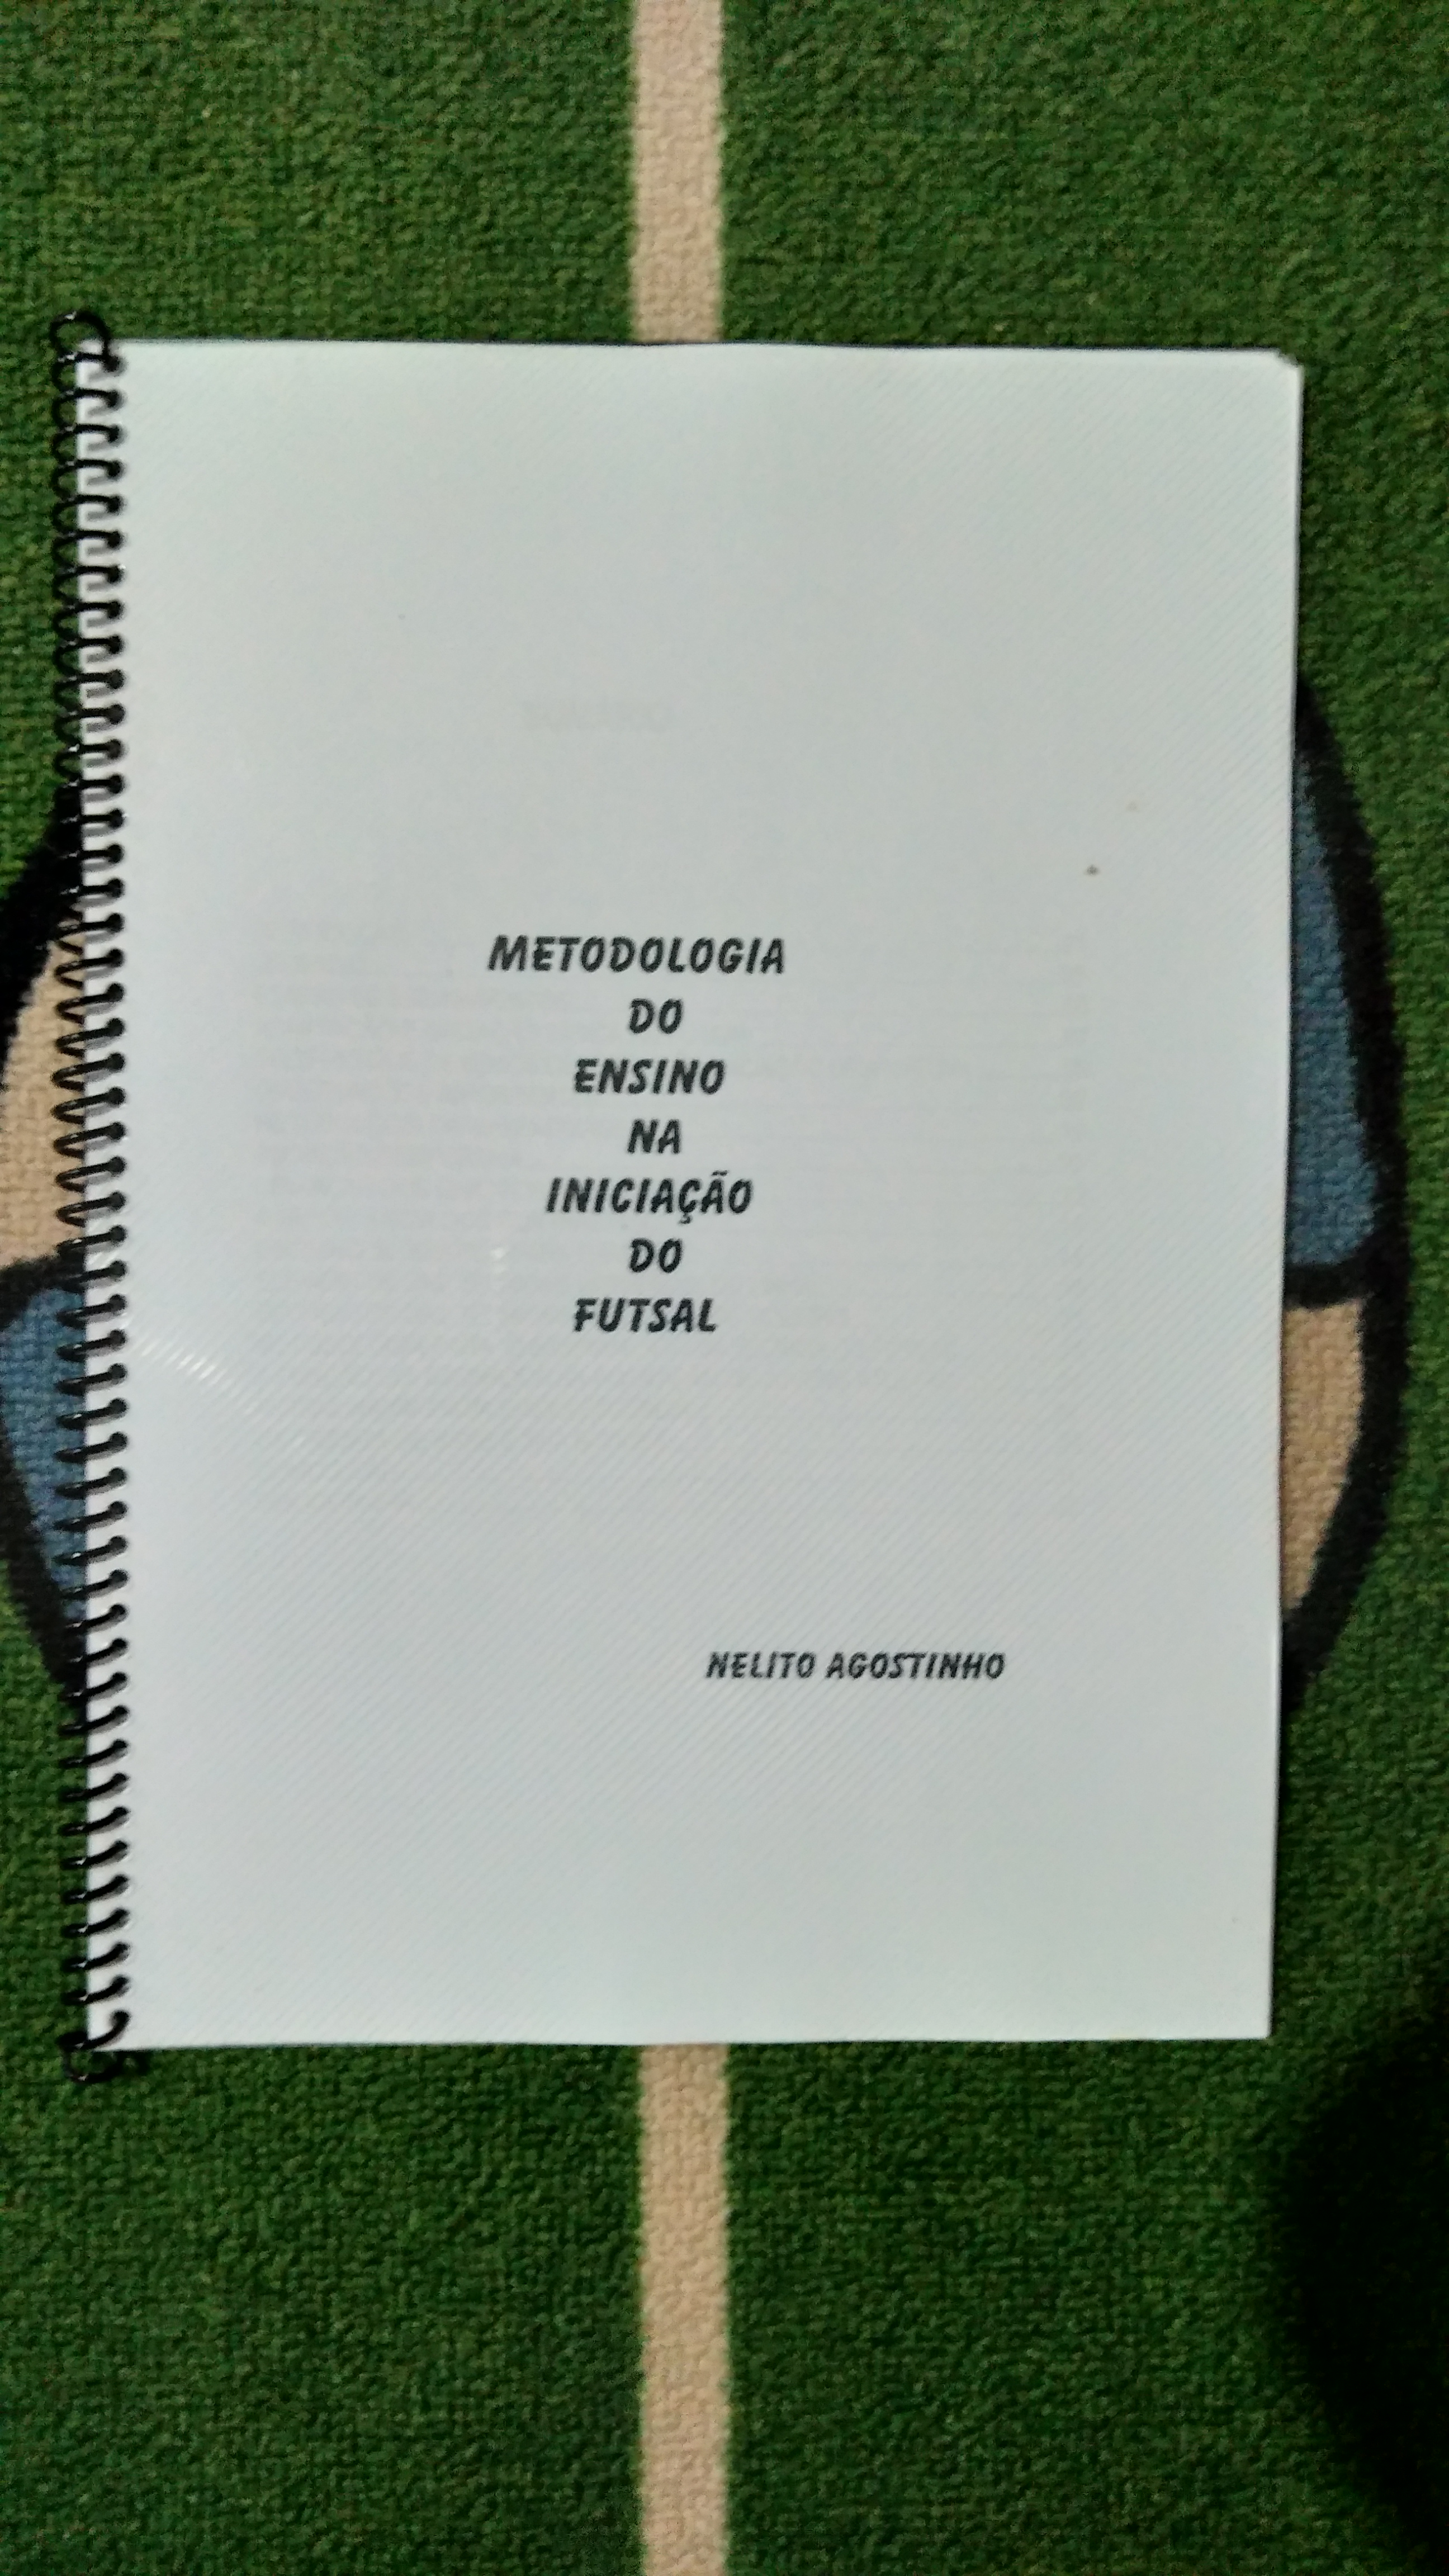 METODOLOGIA
DO
ENSINO
NA
INICIAÇÃO
DO
FUTSAL
NELITO AGOSTINHO